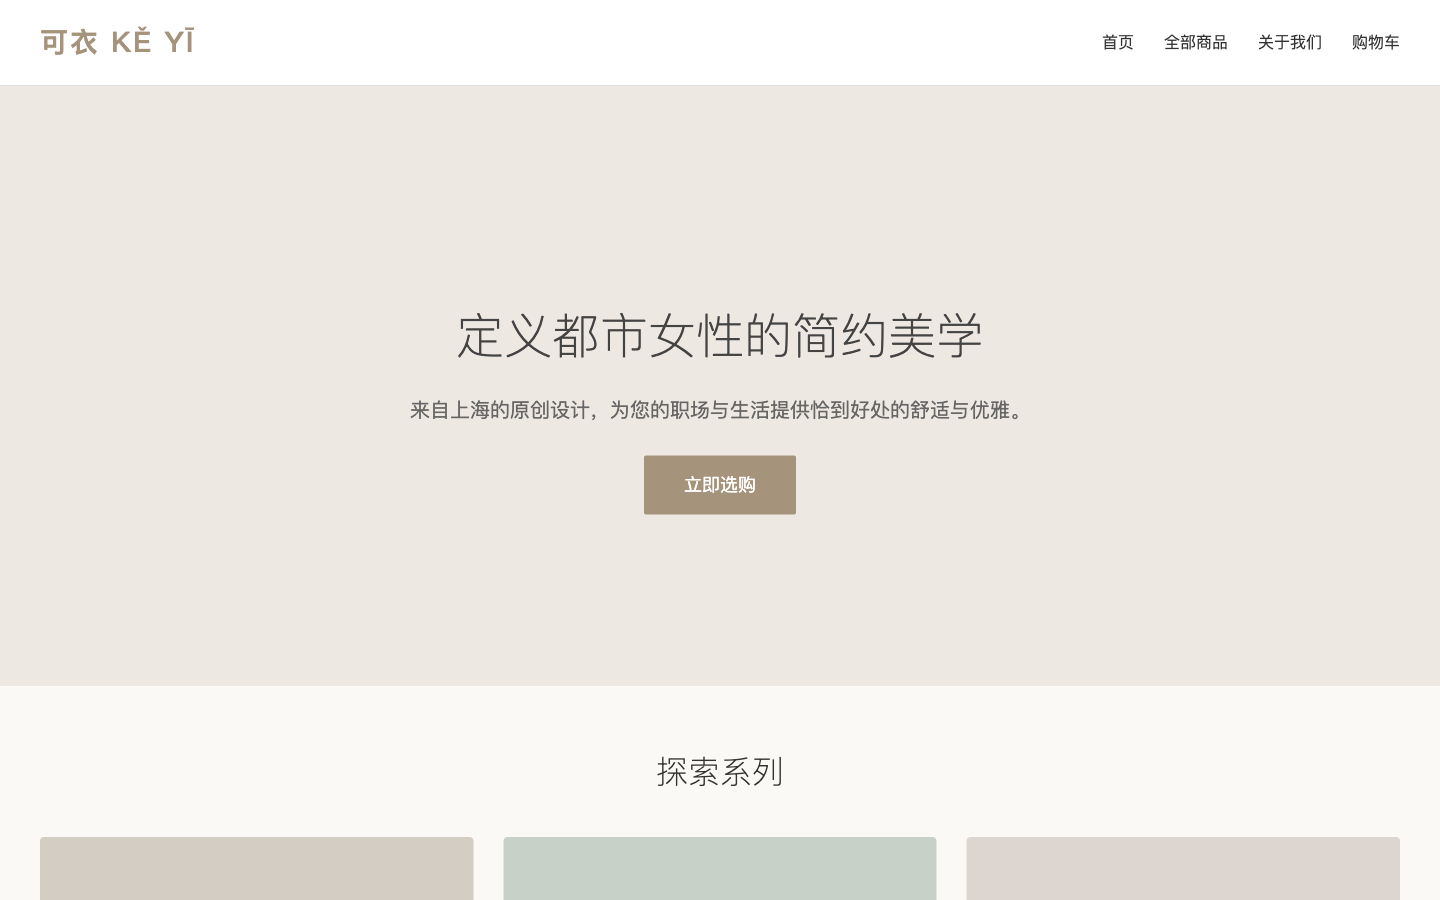 可衣 KĚ YĪ
首页 全部商品 关于我们 购物车
定义都市女性的简约美学
来自上海的原创设计，为您的职场与生活提供恰到好处的舒适与优雅。
立即选购
探索系列